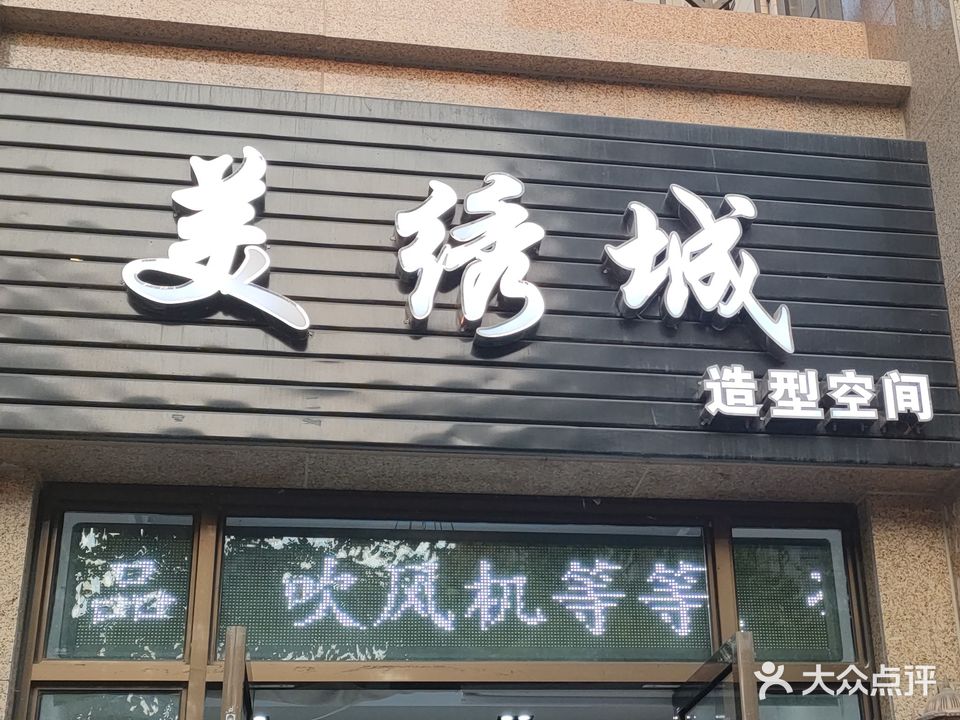 美绣城
造型空间
品 吹风机等等
大众点评